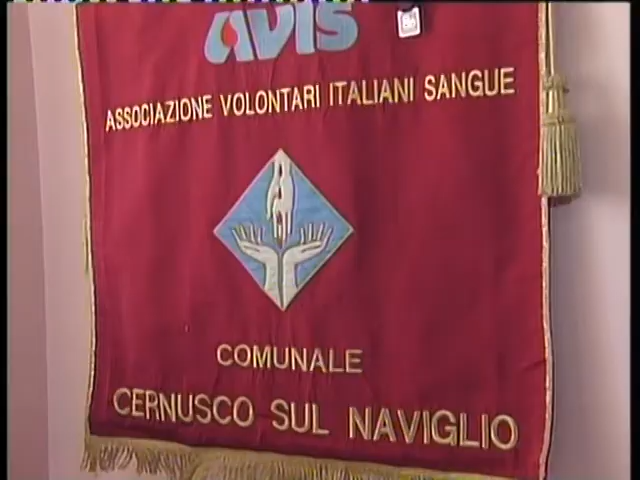 AVIS
ASSOCIAZIONE VOLONTARI ITALIANI SANGUE
COMUNALE
CERNUSCO SUL NAVIGLIO